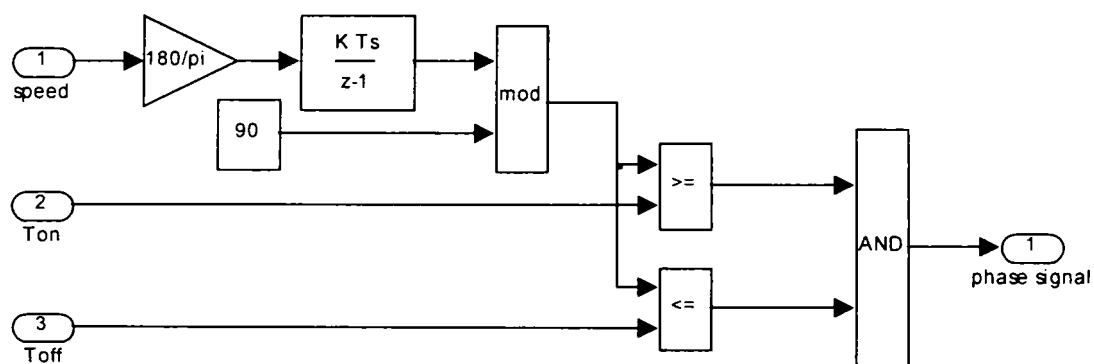 1
speed
180/pi
K Ts
z-1
mod
90
2
Ton
>=
3
Toff
<=
AND
1
phase signal